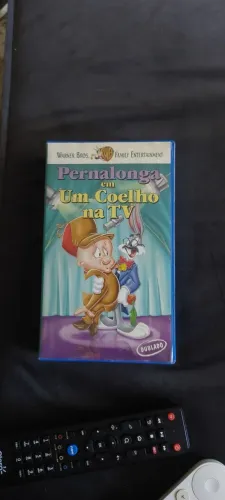 Warner Bros. Family Entertainment
Pernalonga
em
Um Coelho
na TV
DUBLADO